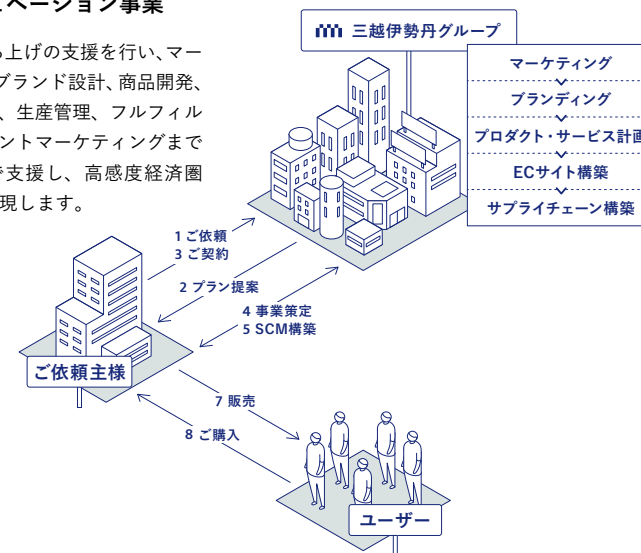 ベーション事業
ち上げの支援を行い、マー
ブランド設計、商品開発、
、生産管理、フルフィル
ントマーケティングまで
で支援し、高感度経済圏
現します。
三越伊勢丹グループ
マーケティング
ブランディング
プロダクト・サービス計画
ECサイト構築
サプライチェーン構築
1 ご依頼
3 ご契約
2 プラン提案
4 事業策定
5 SCM構築
ご依頼主様
7 販売
8 ご購入
ユーザー